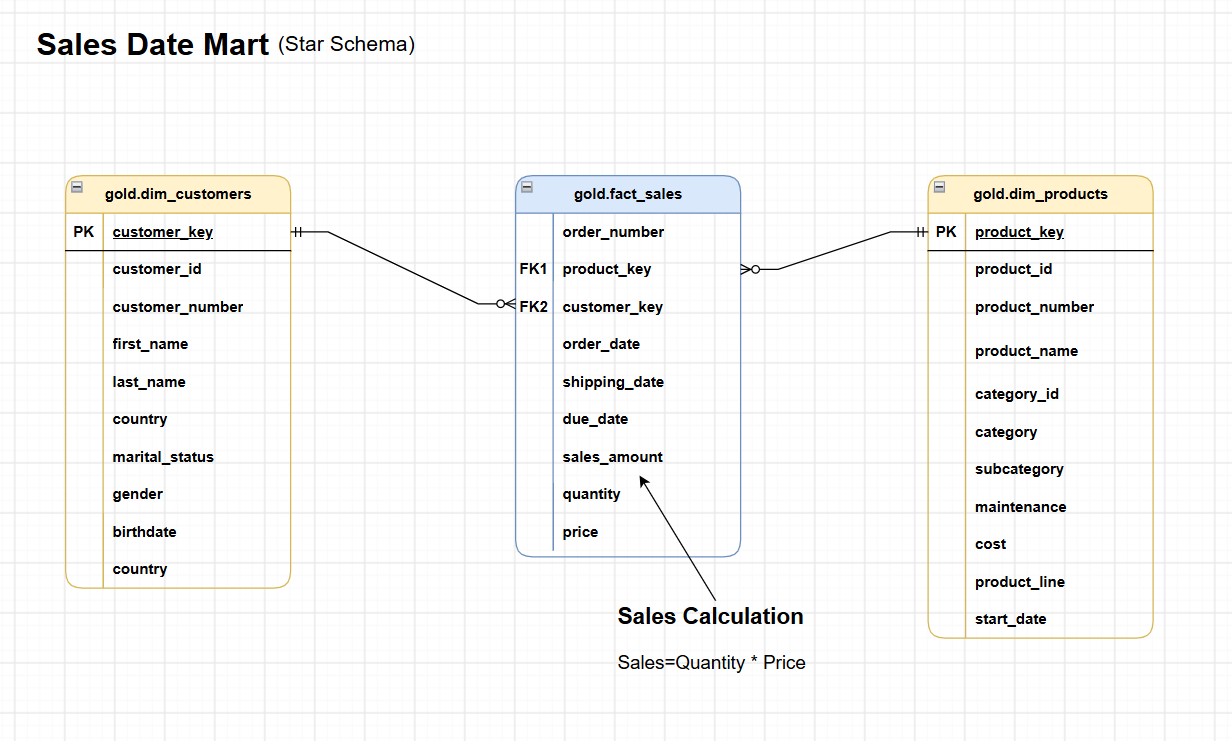 Sales Date Mart (Star Schema)
gold.dim_customers
PK customer_key
customer_id
customer_number
first_name
last_name
country
marital_status
gender
birthdate
country
gold.fact_sales
order_number
FK1 product_key
FK2 customer_key
order_date
shipping_date
due_date
sales_amount
quantity
price
Sales Calculation
Sales=Quantity * Price
gold.dim_products
PK product_key
product_id
product_number
product_name
category_id
category
subcategory
maintenance
cost
product_line
start_date